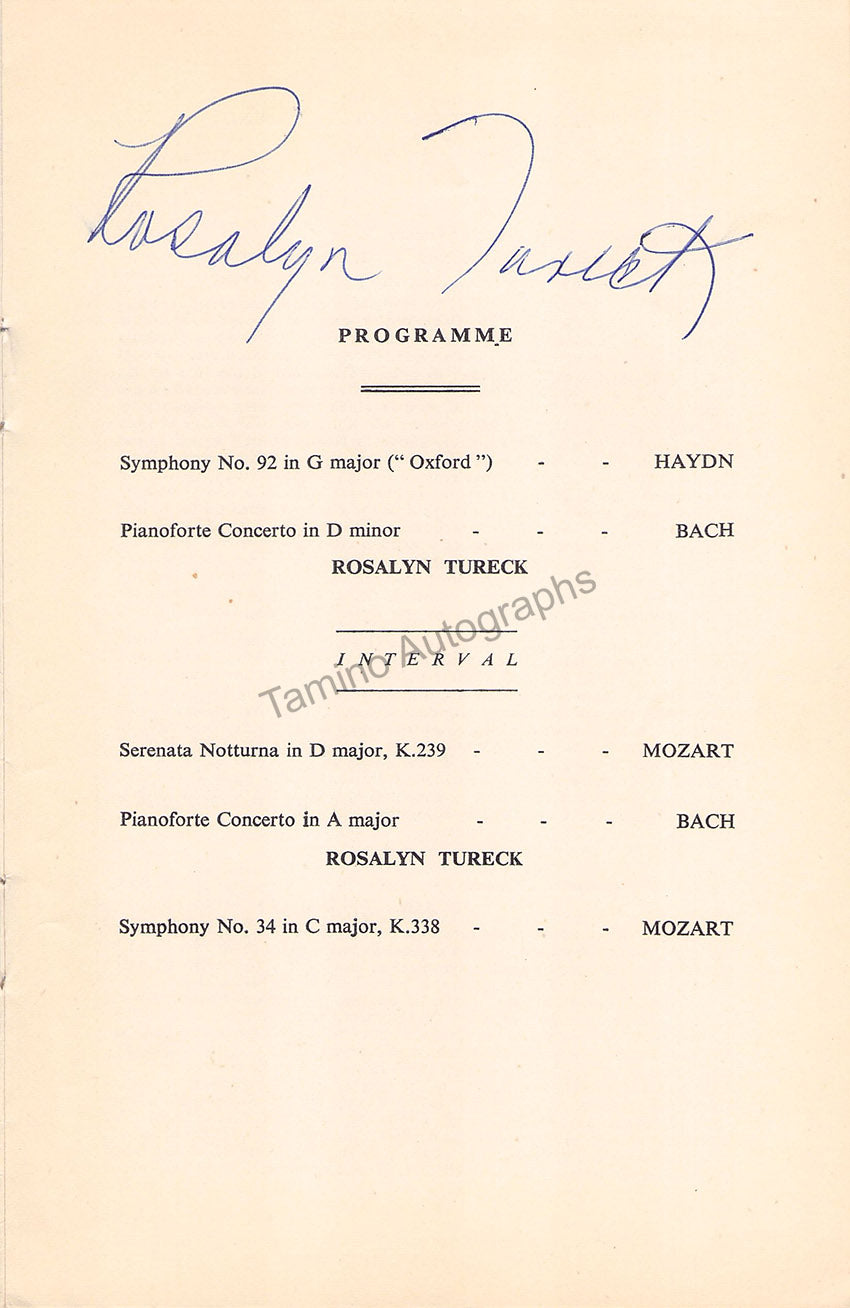 Rosalyn Tureck
PROGRAMME
Symphony No. 92 in G major (“ Oxford ”) - - HAYDN
Pianoforte Concerto in D minor - - - BACH
ROSALYN TURECK
INTERVAL
Tamino Autographs
Serenata Notturna in D major, K.239 - - - MOZART
Pianoforte Concerto in A major - - - BACH
ROSALYN TURECK
Symphony No. 34 in C major, K.338 - - - MOZART